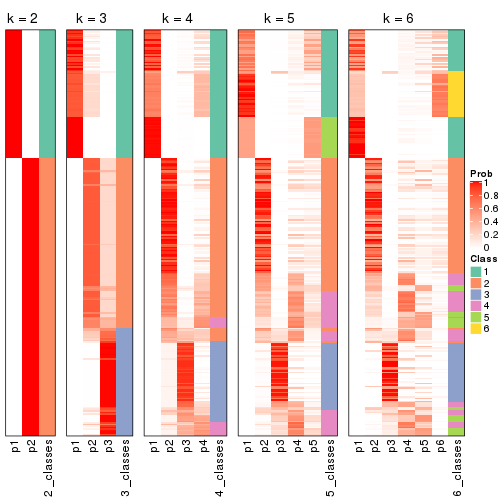 k = 2
k = 3
k = 4
k = 5
k = 6
Prob
1
0.8
0.6
0.4
0.2
0
Class
1
2
3
4
5
6
p1
p2
2_classes
p1
p2
p3
3_classes
p1
p2
p3
p4
4_classes
p1
p2
p3
p4
p5
5_classes
p1
p2
p3
p4
p5
p6
6_classes